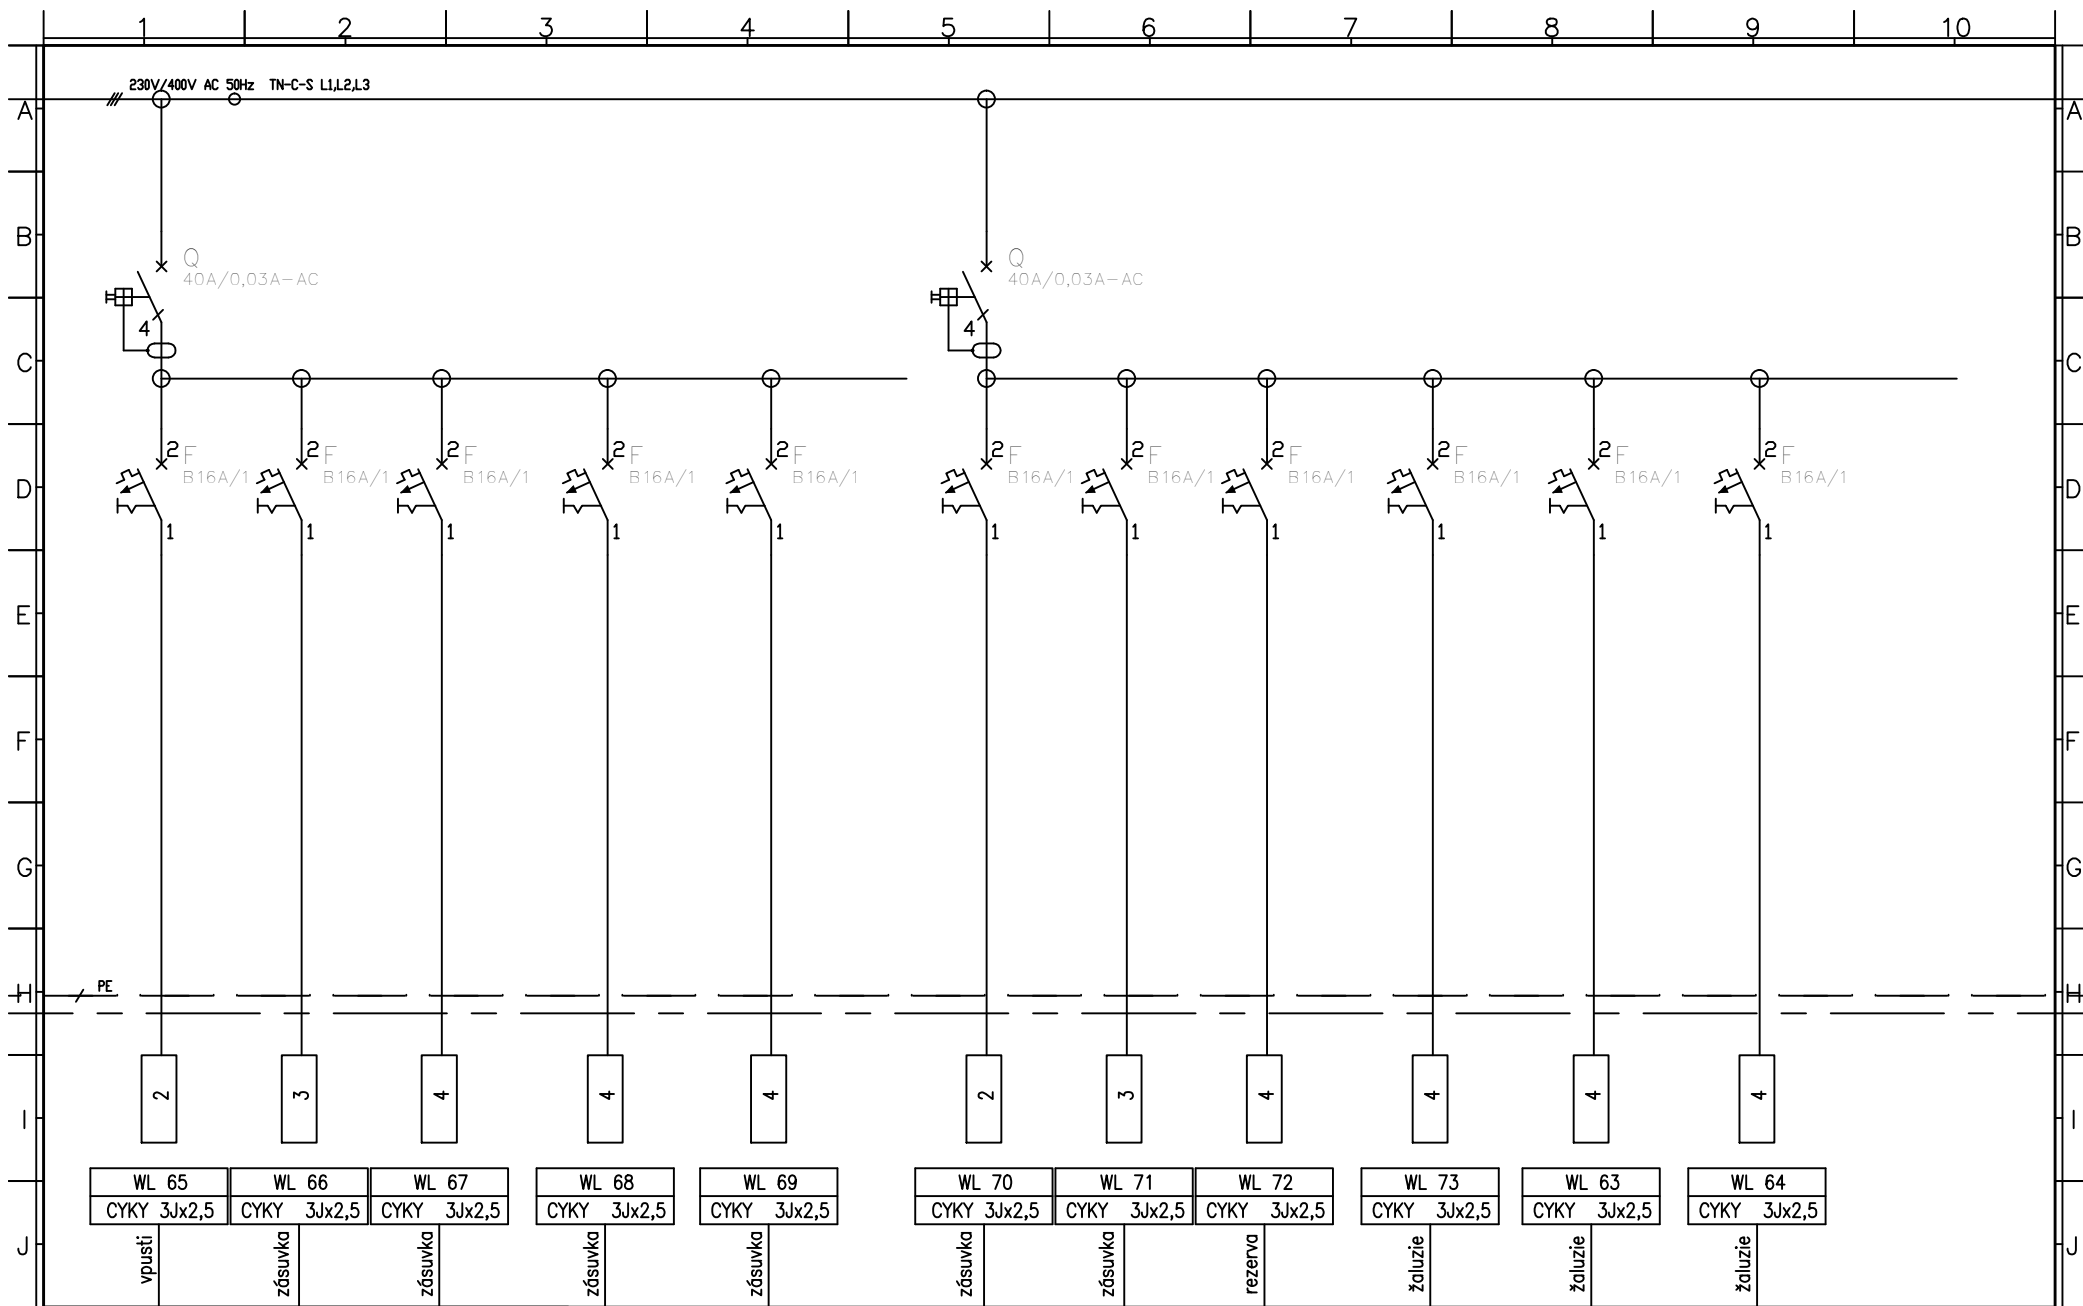 1 2 3 4 5 6 7 8 9 10
230V/400V AC 50Hz TN-C-S L1,L2,L3
A A
B B
Q Q
40A/0,03A-AC 40A/0,03A-AC
4 4
C C
2 F 2 F 2 F 2 F 2 F 2 F 2 F 2 F 2 F 2 F 2 F
B16A/1 B16A/1 B16A/1 B16A/1 B16A/1 B16A/1 B16A/1 B16A/1 B16A/1 B16A/1 B16A/1
D D
1 1 1 1 1 1 1 1 1 1 1
E E
F F
G G
PE
H H
2 3 4 4 4 2 3 4 4 4 4
I I
WL 65 WL 66 WL 67 WL 68 WL 69 WL 70 WL 71 WL 72 WL 73 WL 63 WL 64
CYKY 3Jx2,5 CYKY 3Jx2,5 CYKY 3Jx2,5 CYKY 3Jx2,5 CYKY 3Jx2,5 CYKY 3Jx2,5 CYKY 3Jx2,5 CYKY 3Jx2,5 CYKY 3Jx2,5 CYKY 3Jx2,5 CYKY 3Jx2,5
J J
vpusti zásuvka zásuvka zásuvka zásuvka zásuvka zásuvka rezerva žaluzie žaluzie žaluzie